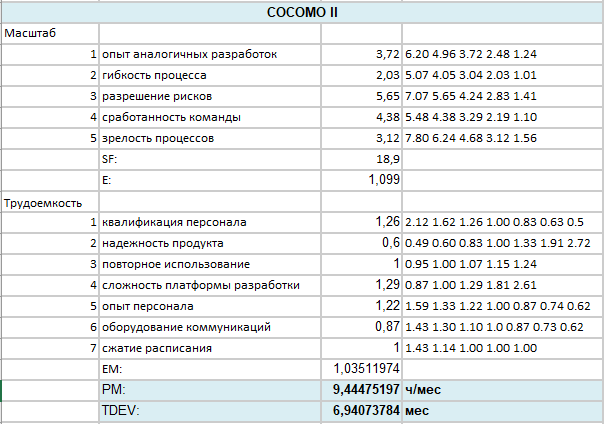 COCOMO II
Масштаб
1 опыт аналогичных разработок 3,72 6.20 4.96 3.72 2.48 1.24
2 гибкость процесса 2,03 5.07 4.05 3.04 2.03 1.01
3 разрешение рисков 5,65 7.07 5.65 4.24 2.83 1.41
4 сработанность команды 4,38 5.48 4.38 3.29 2.19 1.10
5 зрелость процессов 3,12 7.80 6.24 4.68 3.12 1.56
SF: 18,9
E: 1,099
Трудоемкость
1 квалификация персонала 1,26 2.12 1.62 1.26 1.00 0.83 0.63 0.5
2 надежность продукта 0,6 0.49 0.60 0.83 1.00 1.33 1.91 2.72
3 повторное использование 1 0.95 1.00 1.07 1.15 1.24
4 сложность платформы разработки 1,29 0.87 1.00 1.29 1.81 2.61
5 опыт персонала 1,22 1.59 1.33 1.22 1.00 0.87 0.74 0.62
6 оборудование коммуникаций 0,87 1.43 1.30 1.10 1.0 0.87 0.73 0.62
7 сжатие расписания 1 1.43 1.14 1.00 1.00 1.00
EM: 1,03511974
PM: 9,44475197 ч/мес
TDEV: 6,94073784 мес